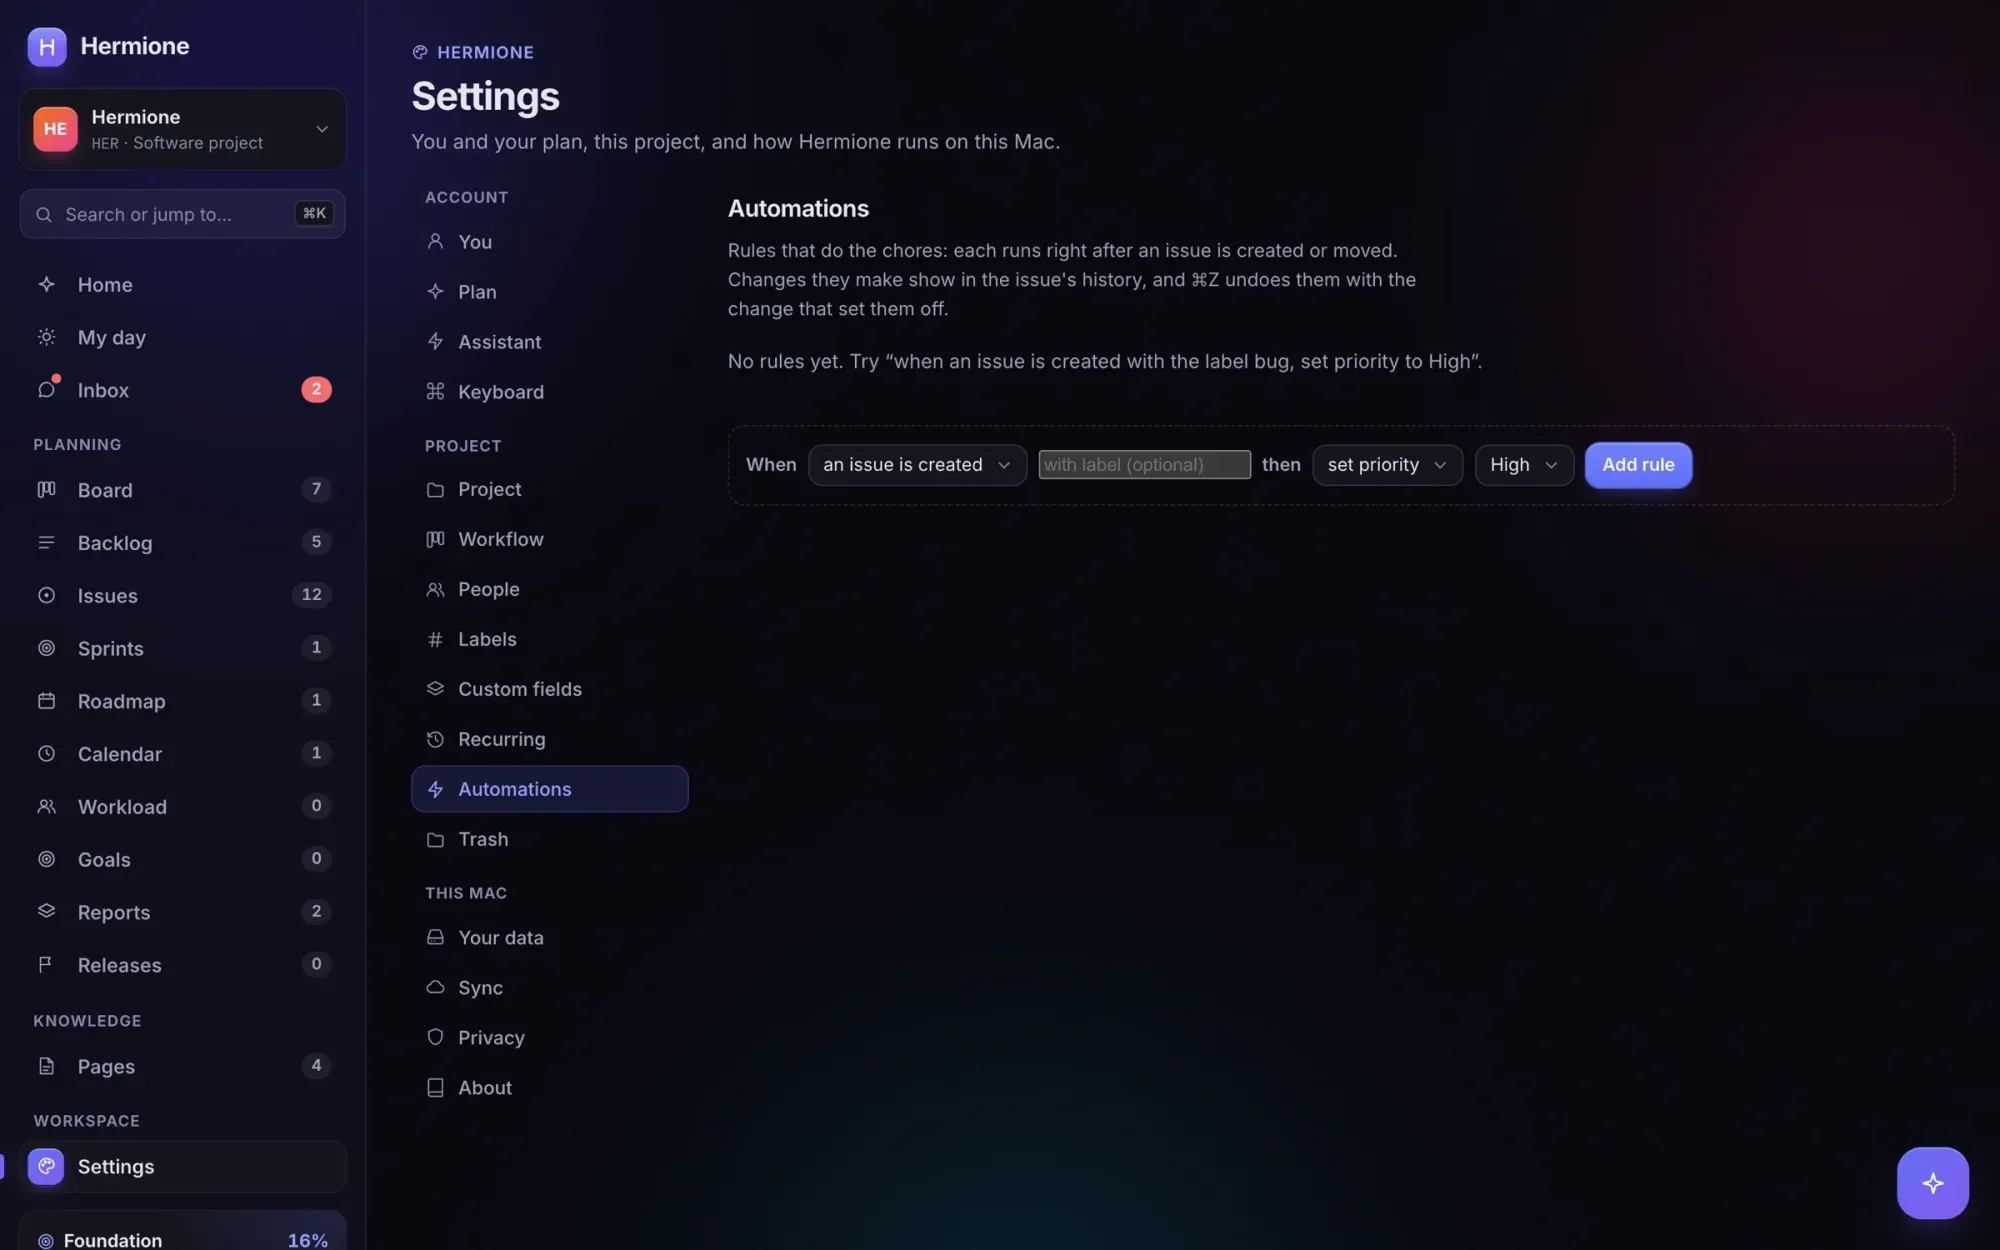 H Hermione
HE
Hermione
HER · Software project
Search or jump to... ⌘K
Home
My day
Inbox 2
PLANNING
Board 7
Backlog 5
Issues 12
Sprints 1
Roadmap 1
Calendar 1
Workload 0
Goals 0
Reports 2
Releases 0
KNOWLEDGE
Pages 4
WORKSPACE
Settings
Foundation 16%
HERMIONE
Settings
You and your plan, this project, and how Hermione runs on this Mac.
ACCOUNT
You
Plan
Assistant
Keyboard
PROJECT
Project
Workflow
People
Labels
Custom fields
Recurring
Automations
Trash
THIS MAC
Your data
Sync
Privacy
About
Automations
Rules that do the chores: each runs right after an issue is created or moved.
Changes they make show in the issue's history, and ⌘Z undoes them with the
change that set them off.
No rules yet. Try “when an issue is created with the label bug, set priority to High”.
When an issue is created with label (optional) then set priority High Add rule